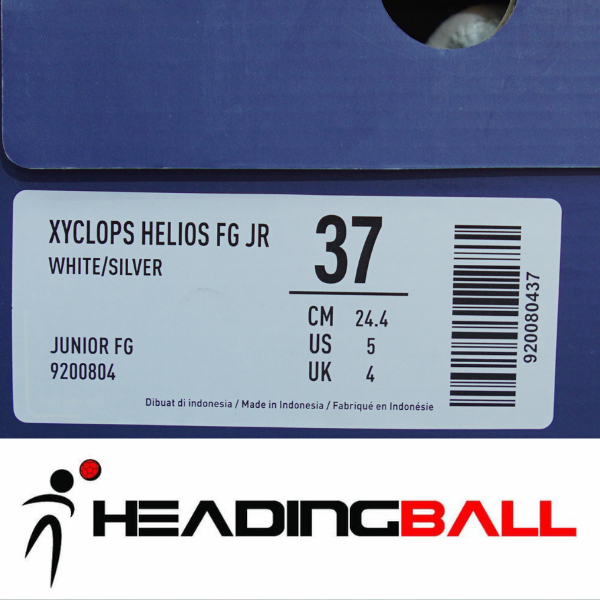 XYCLOPS HELIOS FG JR
WHITE/SILVER
37
CM 24.4
US 5
UK 4
JUNIOR FG
9200804
Dibuat di indonesia / Made in Indonesia / Fabriqué en Indonésie
920080437
HEADINGBALL